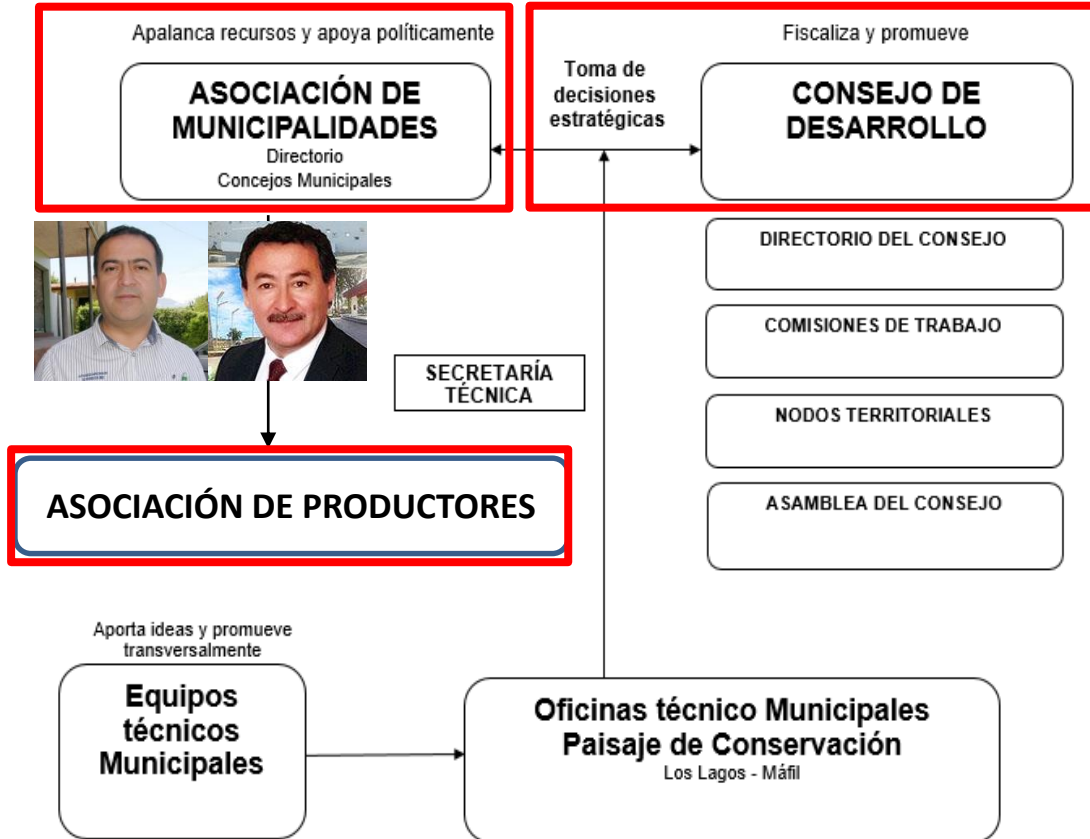 Apalanca recursos y apoya políticamente
ASOCIACIÓN DE
MUNICIPALIDADES
Directorio
Concejos Municipales
Toma de
decisiones
estratégicas
Fiscaliza y promueve
CONSEJO DE
DESARROLLO
DIRECTORIO DEL CONSEJO
COMISIONES DE TRABAJO
NODOS TERRITORIALES
ASAMBLEA DEL CONSEJO
SECRETARÍA
TÉCNICA
ASOCIACIÓN DE PRODUCTORES
Aporta ideas y promueve
transversalmente
Equipos
técnicos
Municipales
Oficinas técnico Municipales
Paisaje de Conservación
Los Lagos - Máfil